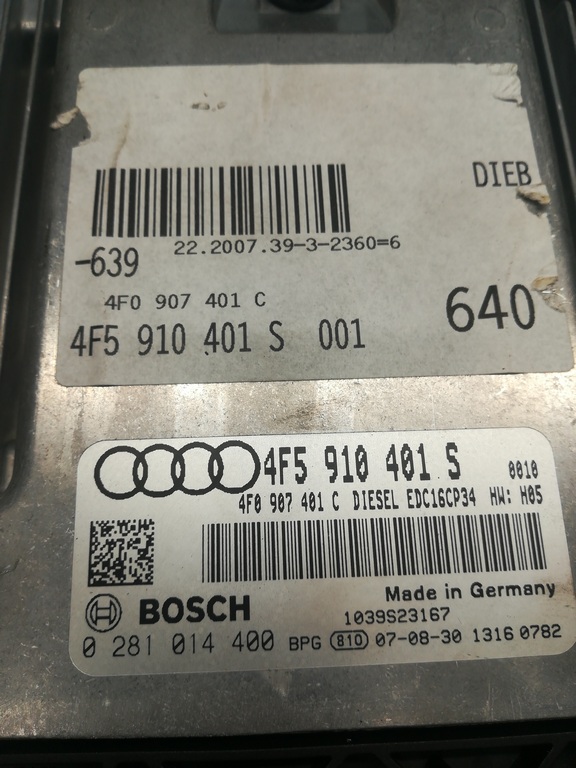 DIEB
22.2007.39-3-2360=6
-639
4F0 907 401 C
640
4F5 910 401 S 001
4F5 910 401 S 0010
4F0 907 401 C DIESEL EDC16CP34 HW: H05
Made in Germany
BOSCH 1039S23167
0 281 014 400 BPG 810 07-08-30 1316 0782